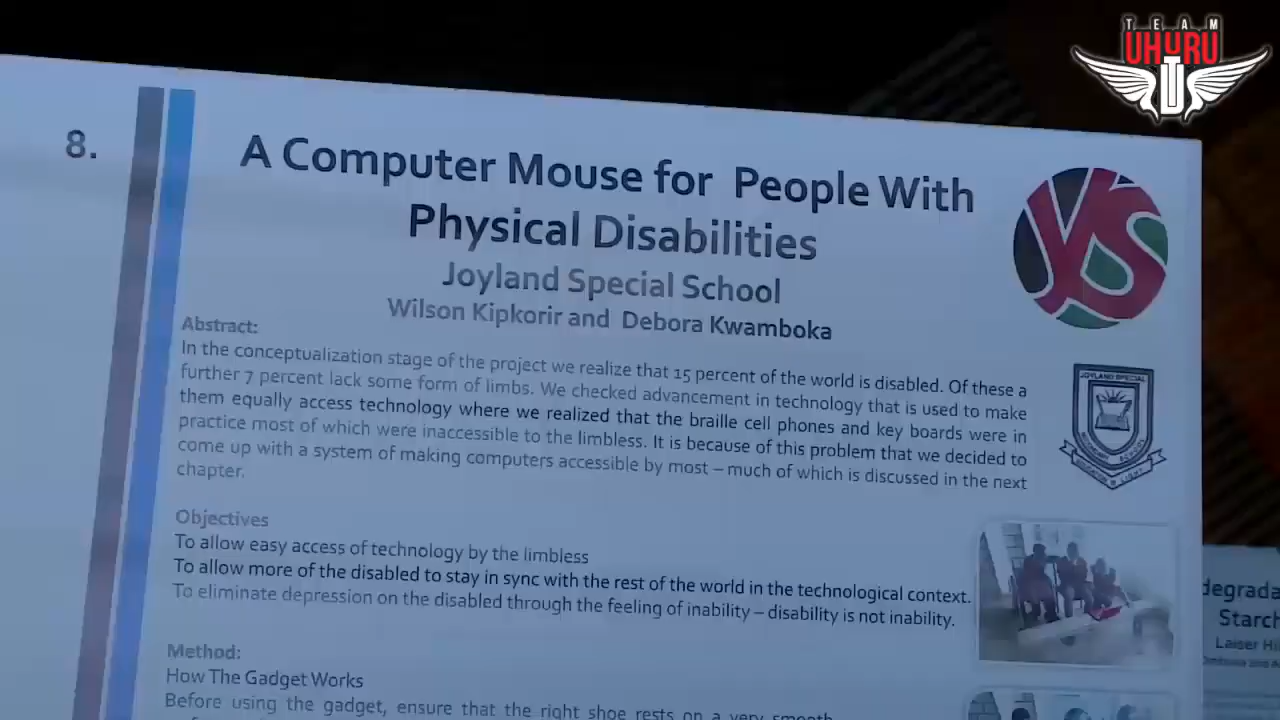 TEAM
UHURU
8.
A Computer Mouse for People With
Physical Disabilities
YS
Joyland Special School
Wilson Kipkorir and Debora Kwamboka
Abstract:
In the conceptualization stage of the project we realize that 15 percent of the world is disabled. Of these a
further 7 percent lack some form of limbs. We checked advancement in technology that is used to make
them equally access technology where we realized that the braille cell phones and key boards were in
practice most of which were inaccessible to the limbless. It is because of this problem that we decided to
come up with a system of making computers accessible by most – much of which is discussed in the next
chapter.
JOYLAND SPECIAL
Objectives
To allow easy access of technology by the limbless
To allow more of the disabled to stay in sync with the rest of the world in the technological context.
To eliminate depression on the disabled through the feeling of inability – disability is not inability.
Method:
How The Gadget Works
Before using the gadget, ensure that the right shoe rests on a very smooth
degrada
Starch
Laiser Hi